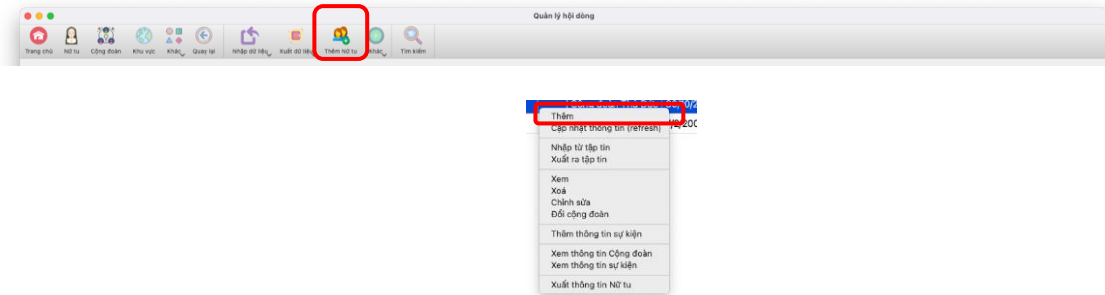 Quản lý hội dòng
Trang chủ Nữ tu Cộng đoàn Khu vực Khác Quay lại Nhập dữ liệu Xuất dữ liệu Thêm Nữ tu Khác Tìm kiếm
Thêm
Cập nhật thông tin (refresh)
Nhập từ tập tin
Xuất ra tập tin
Xem
Xoá
Chỉnh sửa
Đổi cộng đoàn
Thêm thông tin sự kiện
Xem thông tin Cộng đoàn
Xem thông tin sự kiện
Xuất thông tin Nữ tu